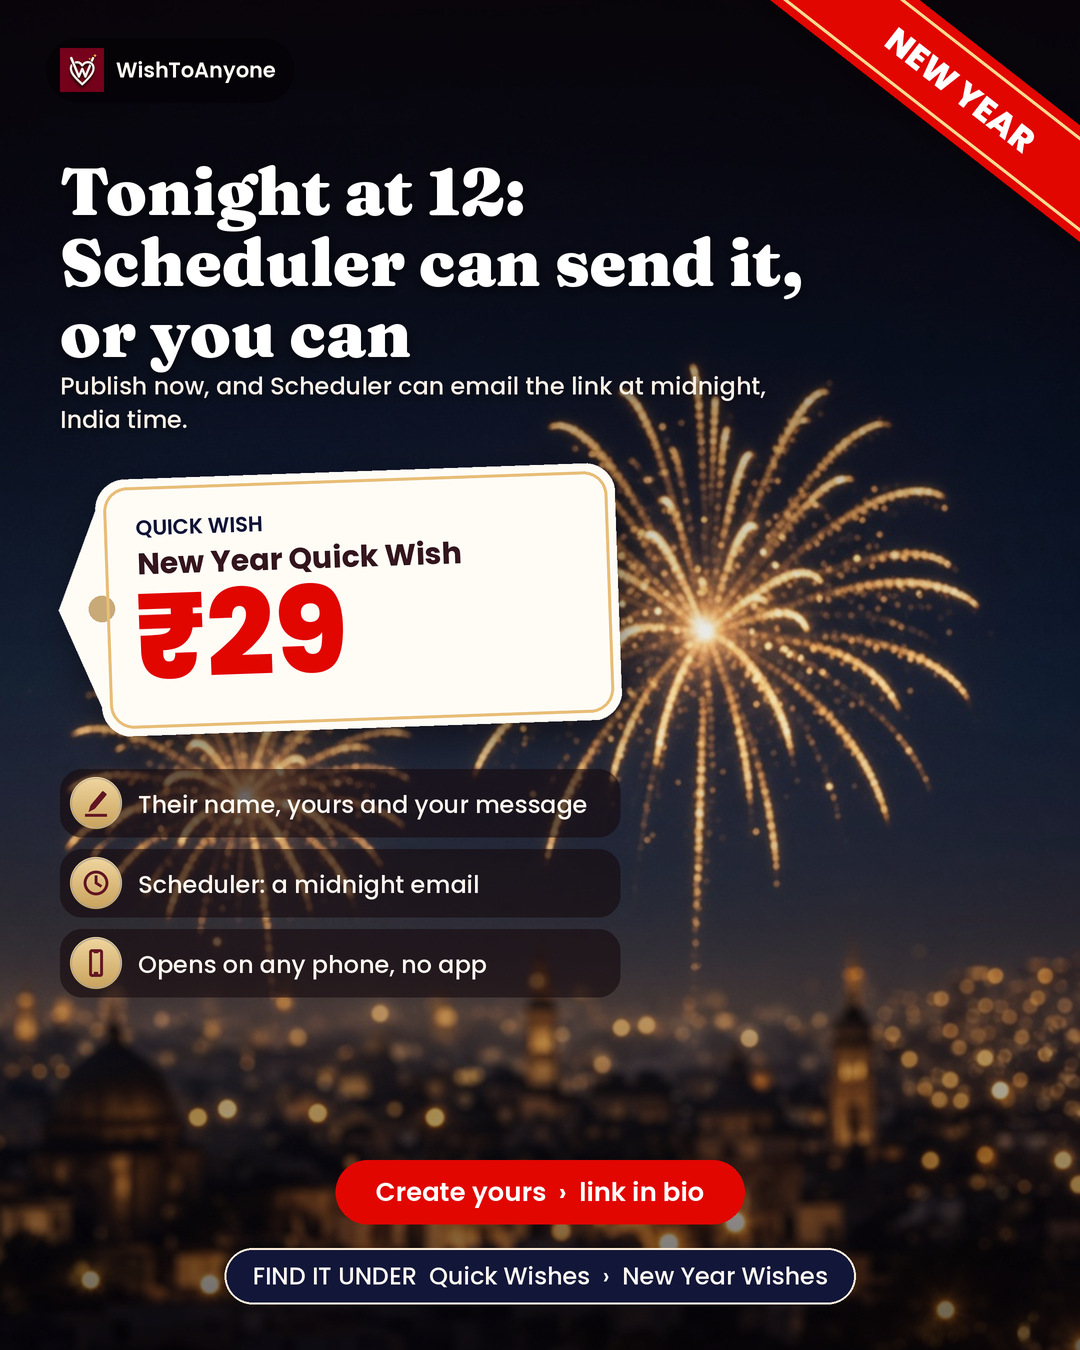 WishToAnyone
NEW YEAR
Tonight at 12:
Scheduler can send it,
or you can
Publish now, and Scheduler can email the link at midnight,
India time.
QUICK WISH
New Year Quick Wish
₹29
Their name, yours and your message
Scheduler: a midnight email
Opens on any phone, no app
Create yours › link in bio
FIND IT UNDER Quick Wishes › New Year Wishes